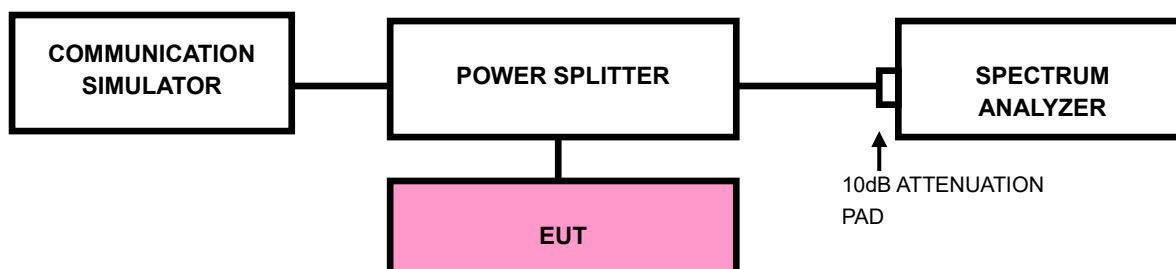 COMMUNICATION
SIMULATOR
POWER SPLITTER
SPECTRUM
ANALYZER
10dB ATTENUATION
PAD
EUT